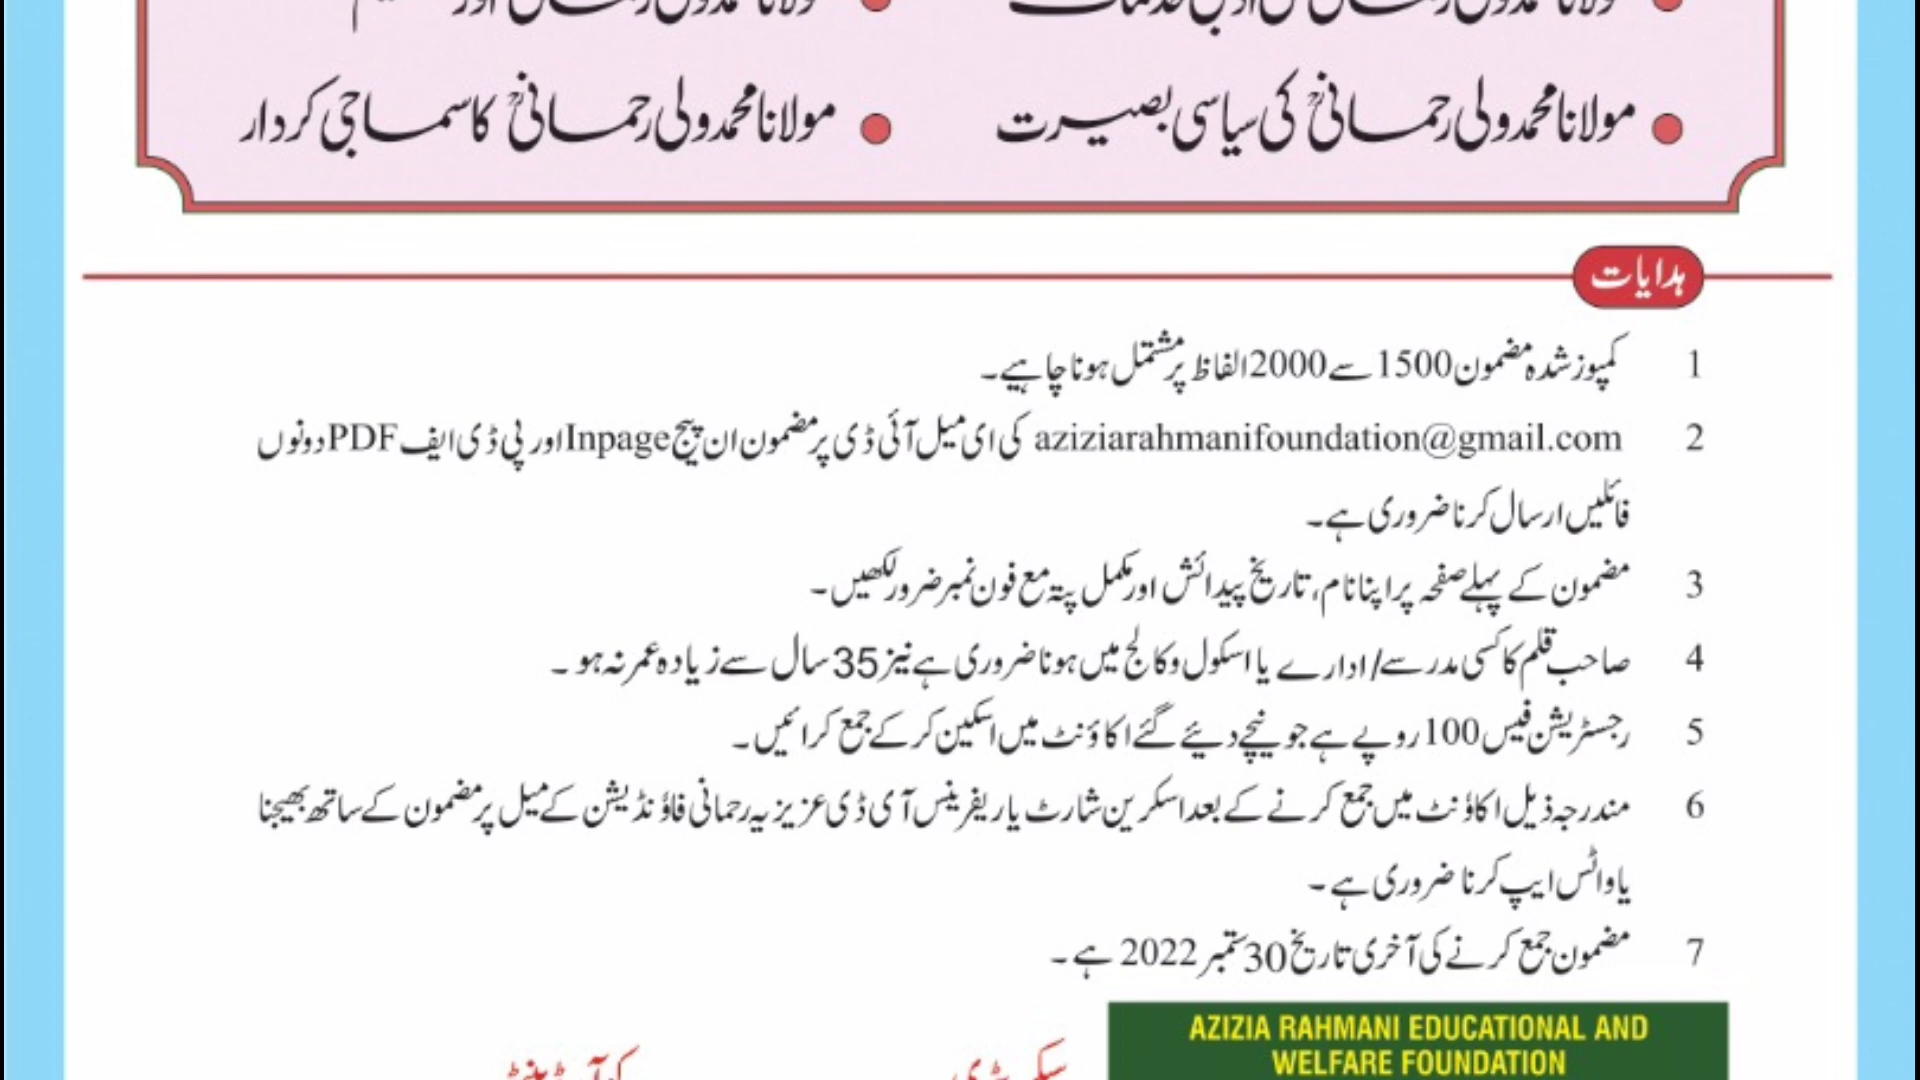 مولانا محمد ولی رحمانیؒ کی سیاسی بصیرت
مولانا محمد ولی رحمانیؒ کا سماجی کردار
ہدایات
1 کمپوز شدہ مضمون 1500 سے 2000 الفاظ پر مشتمل ہونا چاہیے۔
2 aziziarahmanifoundation@gmail.com کی ای میل آئی ڈی پر مضمون ان پیج Inpage اور پی ڈی ایف PDF دونوں
فائلیں ارسال کرنا ضروری ہے۔
3 مضمون کے پہلے صفحہ پر اپنا نام، تاریخ پیدائش اور مکمل پتہ مع فون نمبر ضرور لکھیں۔
4 صاحب قلم کا کسی مدرسے/ ادارے یا اسکول و کالج میں ہونا ضروری ہے نیز 35 سال سے زیادہ عمر نہ ہو۔
5 رجسٹریشن فیس 100 روپے ہے جو نیچے دیئے گئے اکاؤنٹ میں اسکین کر کے جمع کرائیں۔
6 مندرجہ ذیل اکاؤنٹ میں جمع کرنے کے بعد اسکرین شارٹ یا ریفرینس آی ڈی عزیزیہ رحمانی فاؤنڈیشن کے میل پر مضمون کے ساتھ بھیجنا
یا واٹس ایپ کرنا ضروری ہے۔
7 مضمون جمع کرنے کی آخری تاریخ 30 ستمبر 2022 ہے۔
AZIZIA RAHMANI EDUCATIONAL AND
WELFARE FOUNDATION